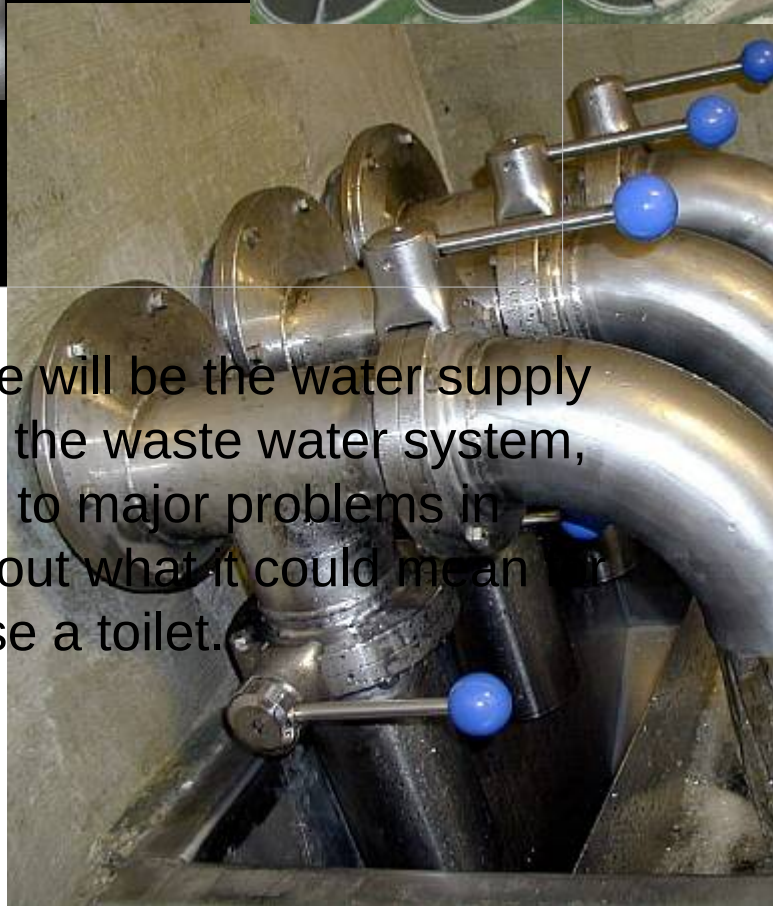 e will be the water supply
the waste water system,
to major problems in
out what it could mean
se a toilet.